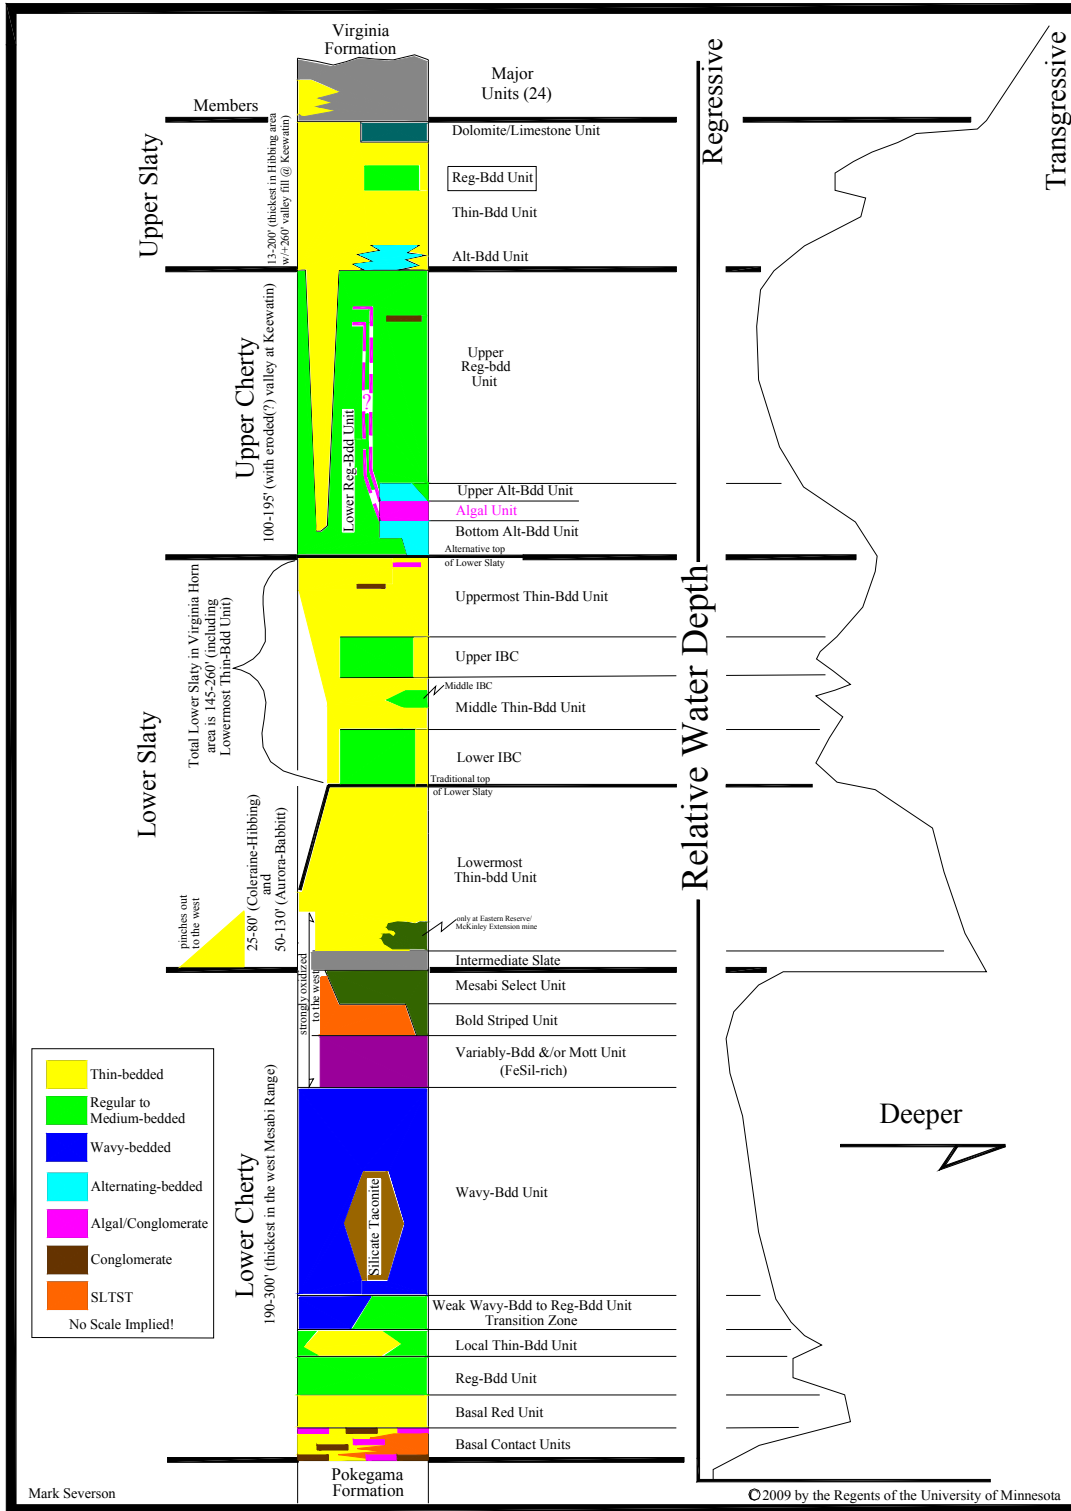 Virginia
Formation
Major
Units (24)
Members
Upper Slaty
13-200' (thickest in Hibbing area
w/+260' valley fill @ Keewatin)
Dolomite/Limestone Unit
Reg-Bdd Unit
Thin-Bdd Unit
Alt-Bdd Unit
Upper Cherty
100-195' (with eroded(?) valley at Keewatin)
Lower Reg-Bdd Unit
?
Upper
Reg-bdd
Unit
Upper Alt-Bdd Unit
Algal Unit
Bottom Alt-Bdd Unit
Alternative top
of Lower Slaty
Lower Slaty
Total Lower Slaty in Virginia Horn
area is 145-260' (including
Lowermost Thin-Bdd Unit)
Uppermost Thin-Bdd Unit
Upper IBC
Middle IBC
Middle Thin-Bdd Unit
Lower IBC
Traditional top
of Lower Slaty
25-80' (Coleraine-Hibbing)
and
50-130' (Aurora-Babbitt)
pinches out
to the west
Lowermost
Thin-bdd Unit
only at Eastern Reserve/
McKinley Extension mine
Intermediate Slate
strongly oxidized
to the west
Mesabi Select Unit
Bold Striped Unit
Variably-Bdd &/or Mott Unit
(FeSil-rich)
Lower Cherty
190-300' (thickest in the west Mesabi Range)
Silicate Taconite
Wavy-Bdd Unit
Weak Wavy-Bdd to Reg-Bdd Unit
Transition Zone
Local Thin-Bdd Unit
Reg-Bdd Unit
Basal Red Unit
Basal Contact Units
Pokegama
Formation
Thin-bedded
Regular to
Medium-bedded
Wavy-bedded
Alternating-bedded
Algal/Conglomerate
Conglomerate
SLTST
No Scale Implied!
Regressive
Transgressive
Relative Water Depth
Deeper
Mark Severson
©2009 by the Regents of the University of Minnesota